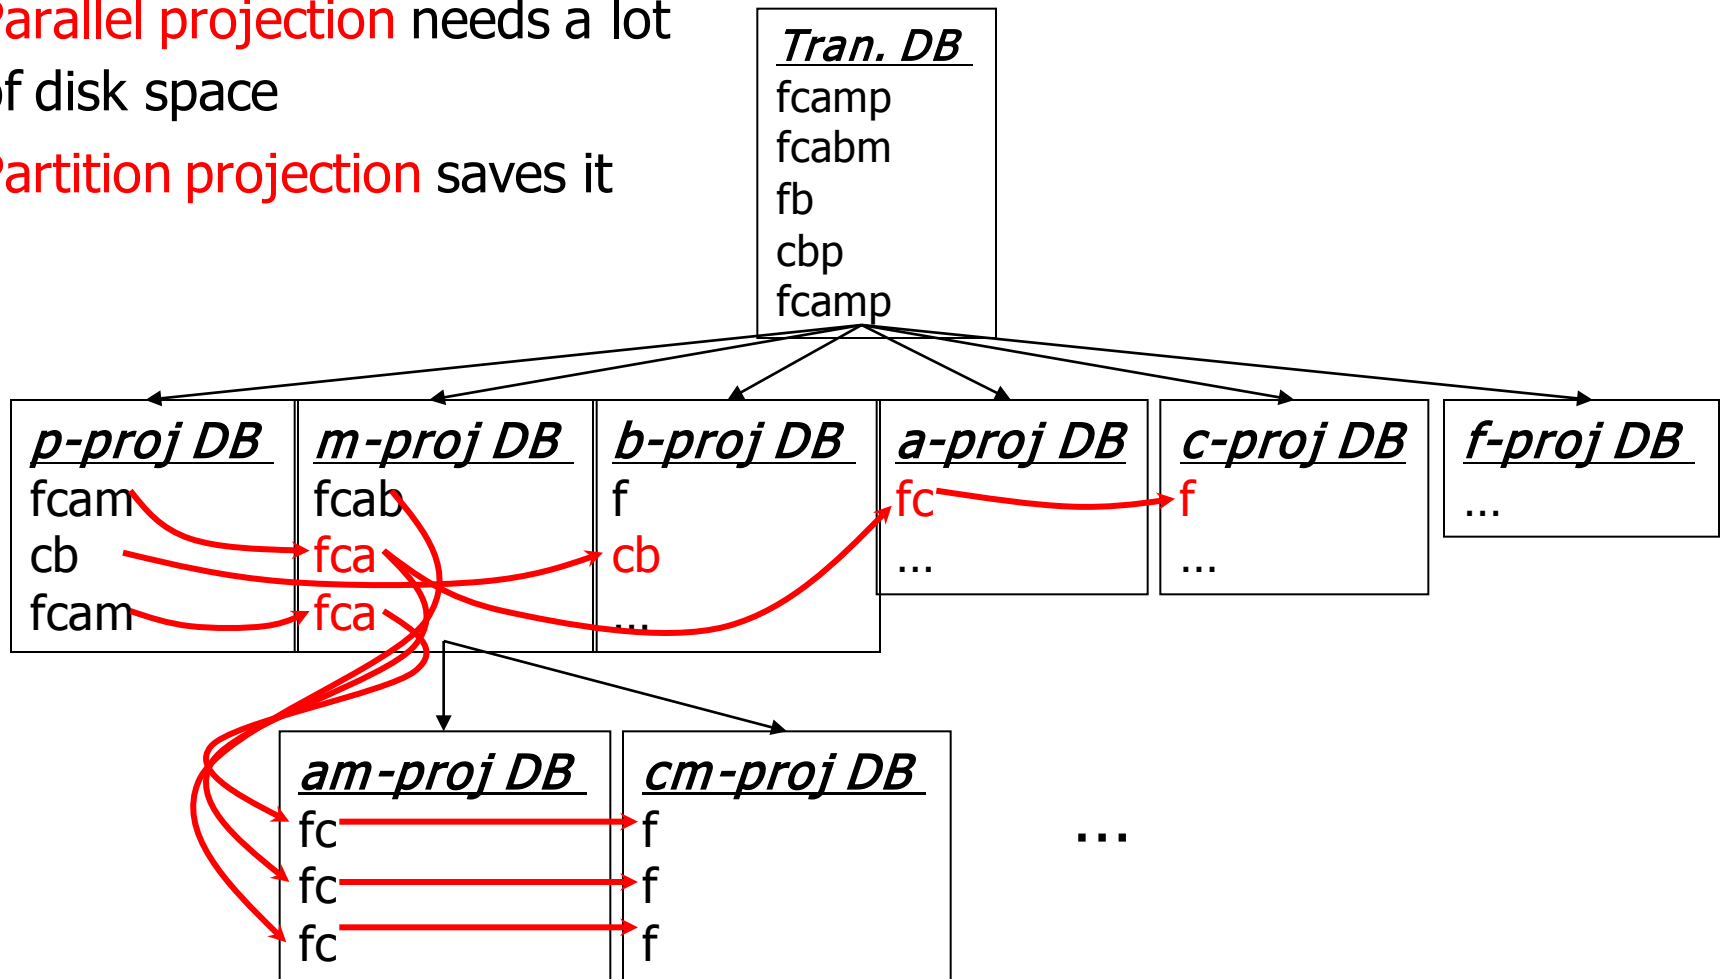 arallel projection needs a lot
of disk space
artition projection saves it
Tran. DB
fcamp
fcabm
fb
cbp
fcamp
p-proj DB
fcam
cb
fcam
m-proj DB
fcab
fca
fca
b-proj DB
f
cb
...
a-proj DB
fc
...
c-proj DB
f
...
f-proj DB
...
am-proj DB
fc
fc
fc
cm-proj DB
f
f
f
...